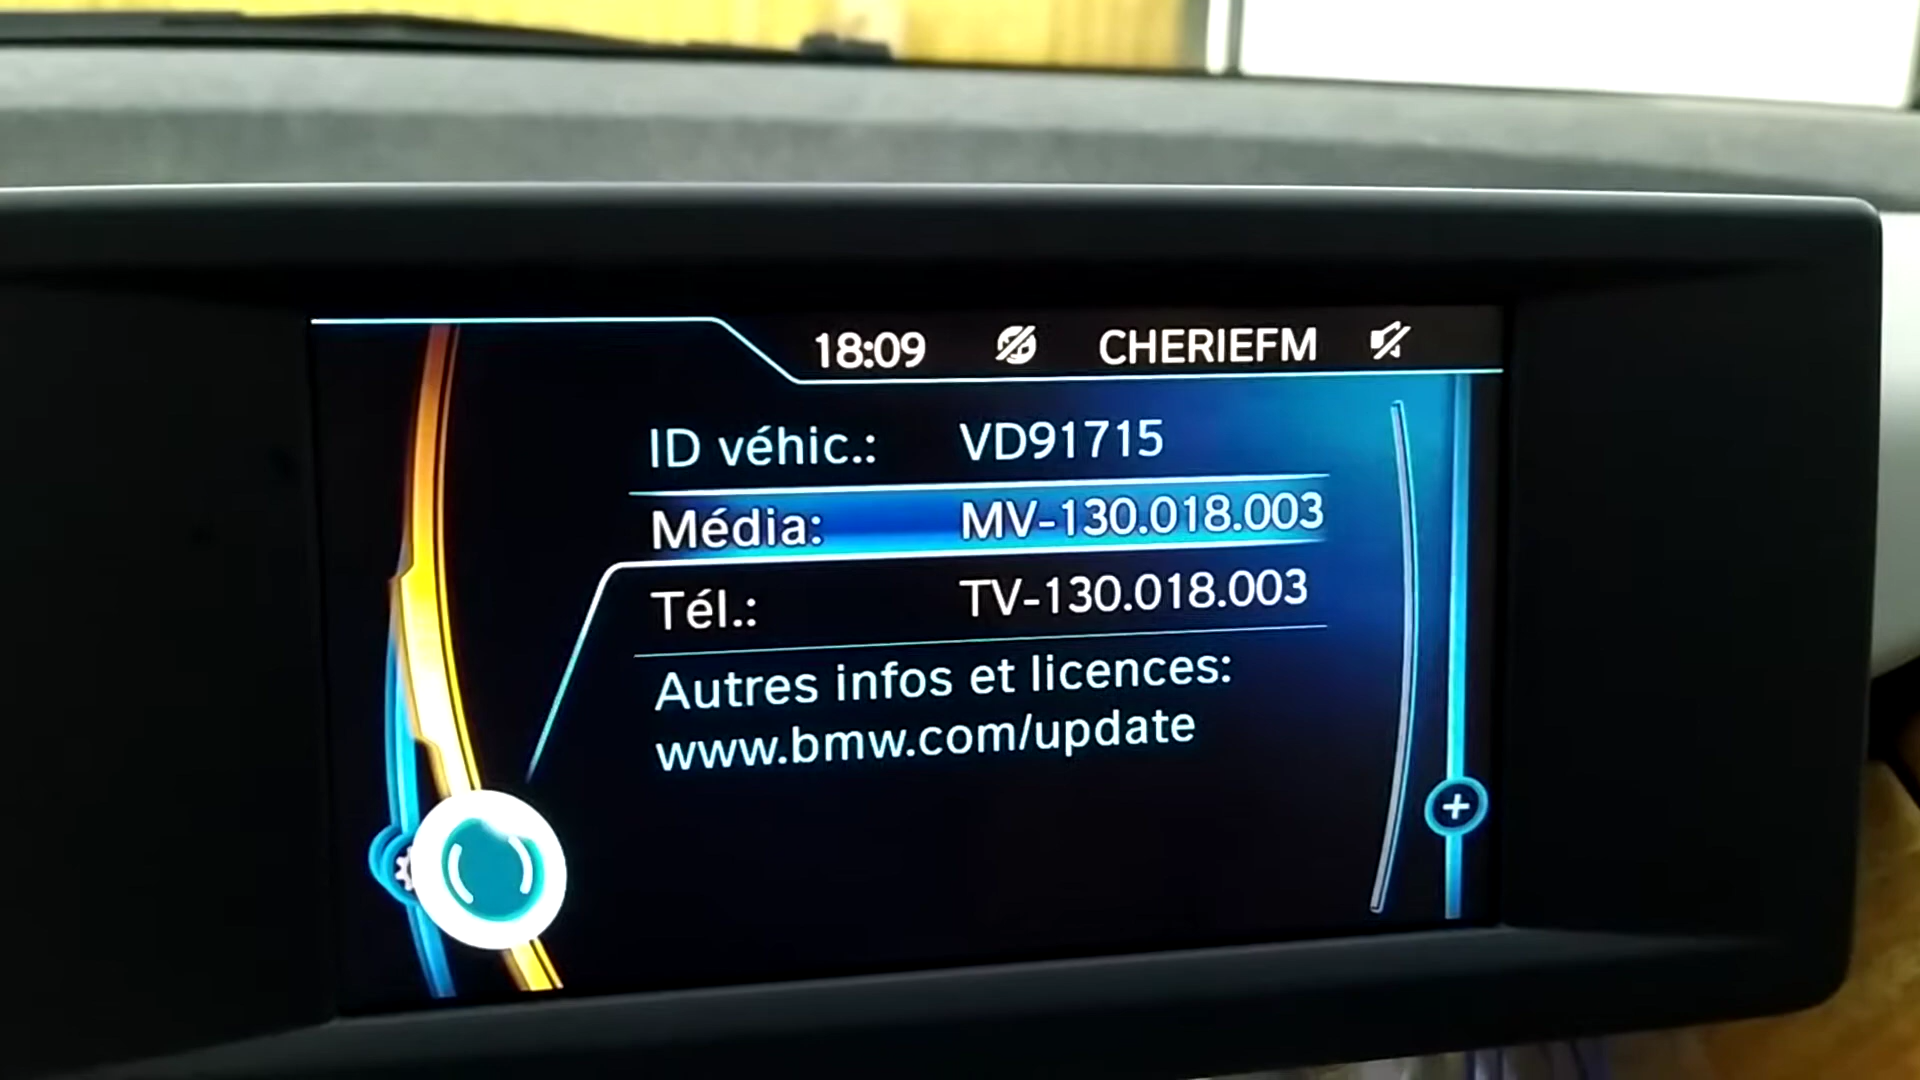 18:09 CHERIEFM
ID véhic.: VD91715
Média: MV-130.018.003
Tél.: TV-130.018.003
Autres infos et licences:
www.bmw.com/update